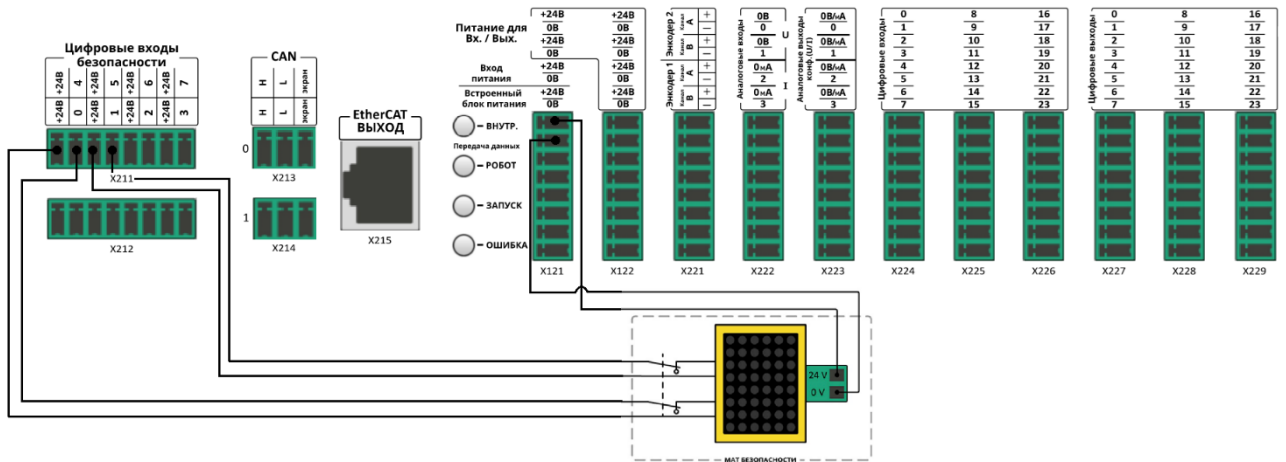 Цифровые входы
безопасности
+24В 4 +24В 5 +24В 6 +24В 7
+24В 0 +24В 1 +24В 2 +24В 3
X211
X212
CAN
H L экран
H L экран
0
X213
1
X214
EtherCAT
ВЫХОД
X215
Питание для
Вх. / Вых.
Вход
питания
Встроенный
блок питания
ВНУТР.
Передача данных
РОБОТ
ЗАПУСК
ОШИБКА
+24В
0В
+24В
0В
+24В
0В
+24В
0В
X121
+24В
0В
+24В
0В
+24В
0В
+24В
0В
X122
Энкодер 2
Канал A + −
Канал B + −
Энкодер 1
Канал A + −
Канал B + −
X221
Аналоговые входы
0В
0
0В
1
0мА
2
0мА
3
U
I
X222
Аналоговые выходы
конф.(U/I)
0В/мА
0
0В/мА
1
0В/мА
2
0В/мА
3
X223
Цифровые входы
0
1
2
3
4
5
6
7
X224
8
9
10
11
12
13
14
15
X225
16
17
18
19
20
21
22
23
X226
Цифровые выходы
0
1
2
3
4
5
6
7
X227
8
9
10
11
12
13
14
15
X228
16
17
18
19
20
21
22
23
X229
24 V
0 V
МАТ БЕЗОПАСНОСТИ